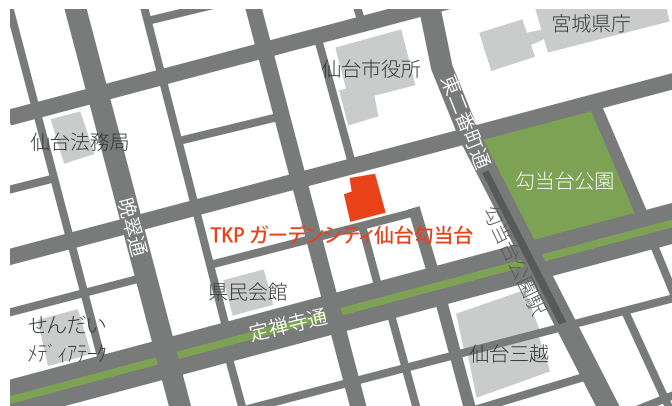 宮城県庁
仙台市役所
東二番町通
仙台法務局
勾当台公園
晩翠通
TKP ガーデンシティ仙台勾当台
勾当台公園駅
県民会館
定禅寺通
せんだい
メディアテーク
仙台三越